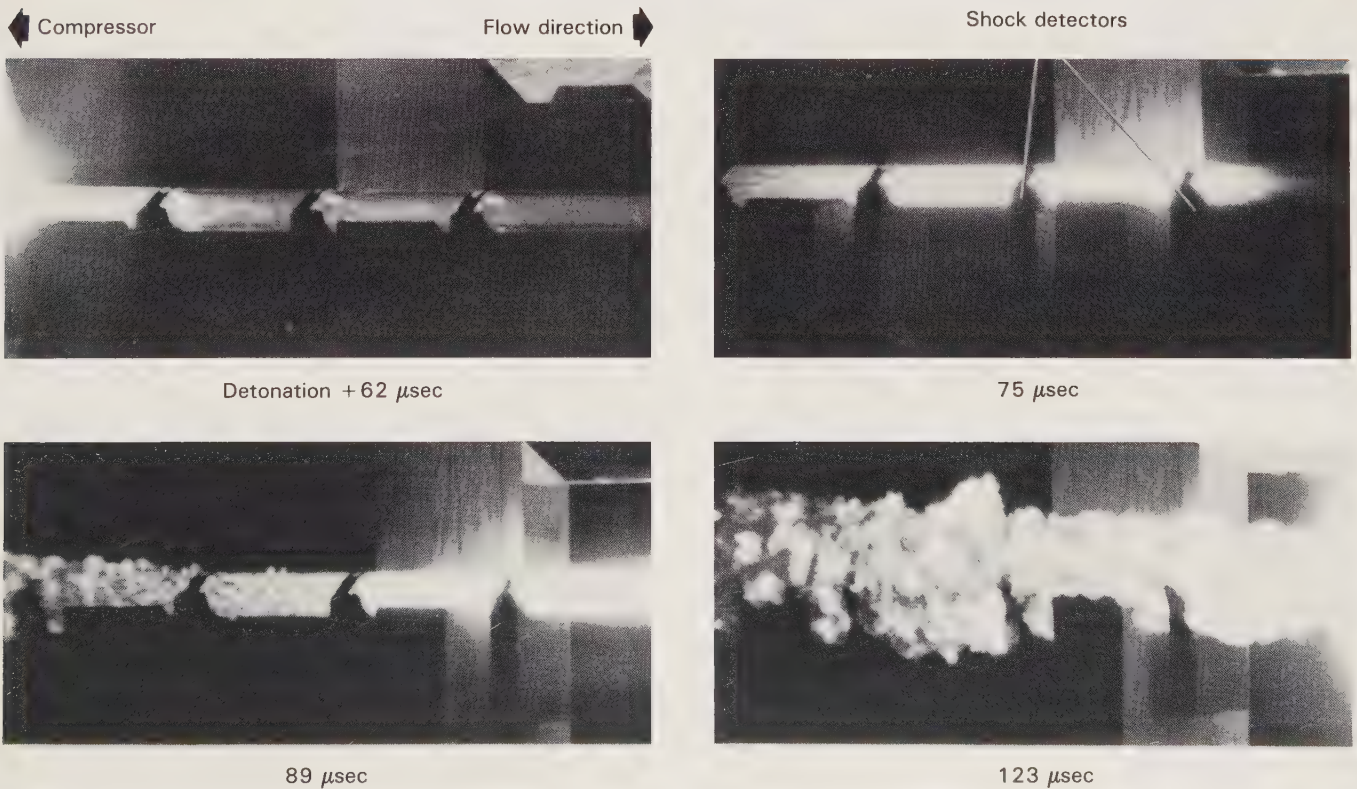 Compressor
Flow direction
Shock detectors
Detonation +62 μsec
75 μsec
89 μsec
123 μsec